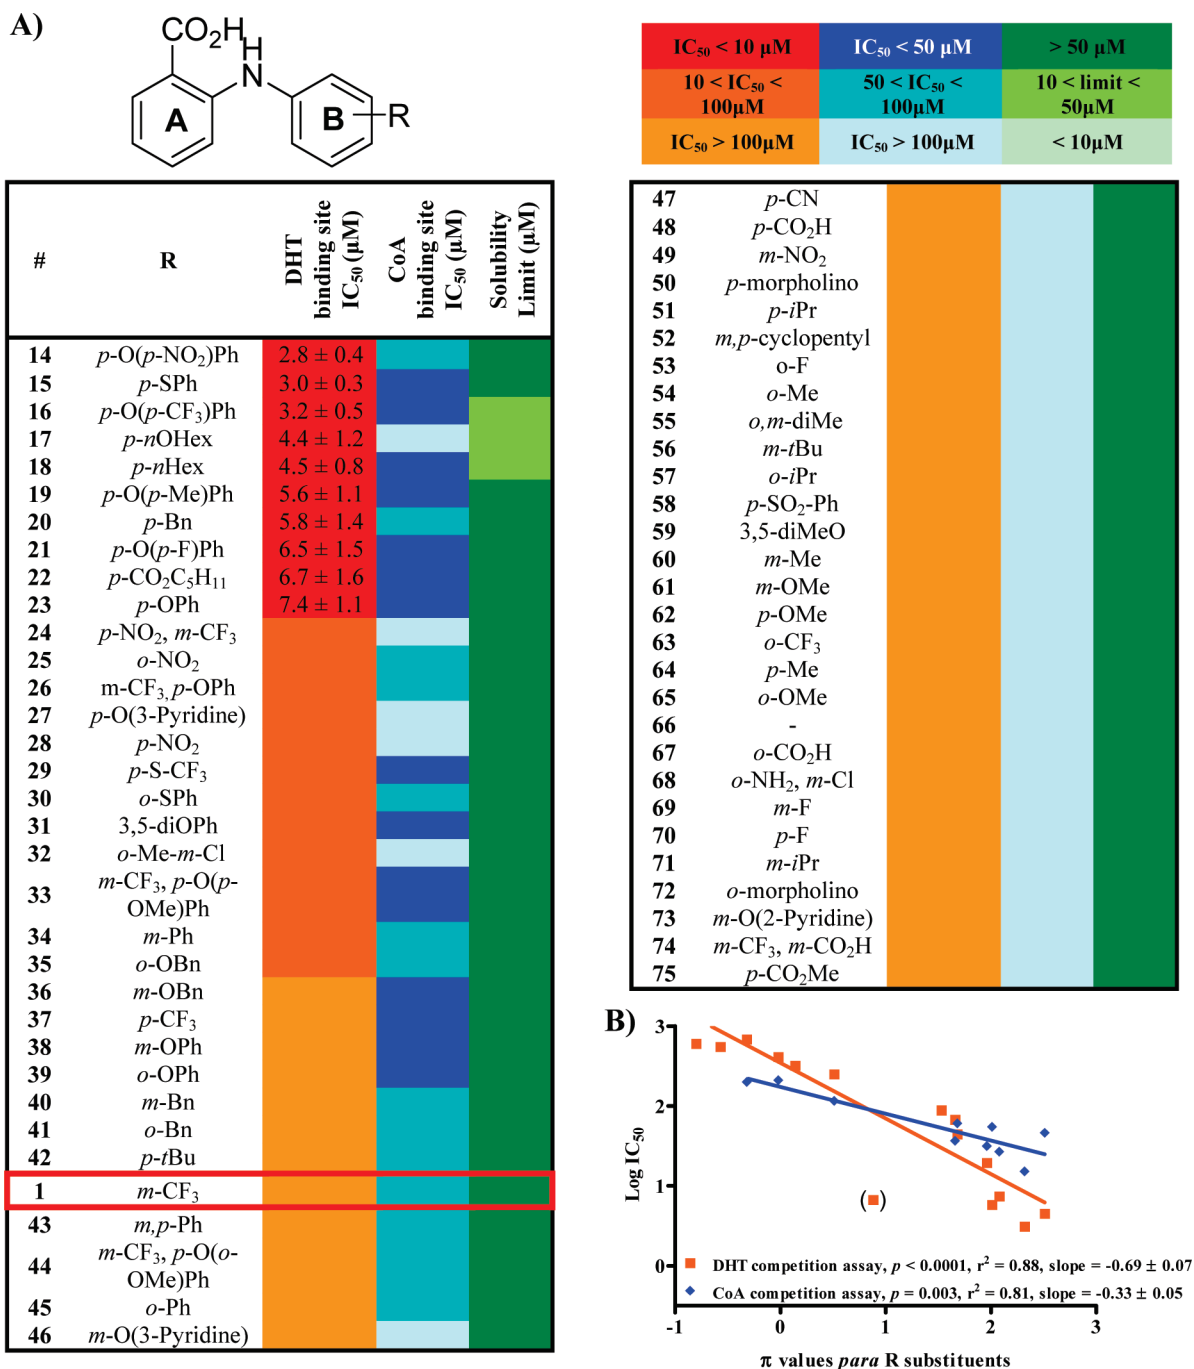 A)
CO2H
H
N
A
B
R
IC50 < 10 μM
IC50 < 50 μM
> 50 μM
10 < IC50 <
100μM
50 < IC50 <
100μM
10 < limit <
50μM
IC50 > 100μM
IC50 > 100μM
< 10μM
#
R
DHT
binding site
IC50 (μM)
CoA
binding site
IC50 (μM)
Solubility
Limit (μM)
14 p-O(p-NO2)Ph 2.8 ± 0.4
15 p-SPh 3.0 ± 0.3
16 p-O(p-CF3)Ph 3.2 ± 0.5
17 p-nOHex 4.4 ± 1.2
18 p-nHex 4.5 ± 0.8
19 p-O(p-Me)Ph 5.6 ± 1.1
20 p-Bn 5.8 ± 1.4
21 p-O(p-F)Ph 6.5 ± 1.5
22 p-CO2C5H11 6.7 ± 1.6
23 p-OPh 7.4 ± 1.1
24 p-NO2, m-CF3
25 o-NO2
26 m-CF3, p-OPh
27 p-O(3-Pyridine)
28 p-NO2
29 p-S-CF3
30 o-SPh
31 3,5-diOPh
32 o-Me-m-Cl
33 m-CF3, p-O(p-
OMe)Ph
34 m-Ph
35 o-OBn
36 m-OBn
37 p-CF3
38 m-OPh
39 o-OPh
40 m-Bn
41 o-Bn
42 p-tBu
1 m-CF3
43 m,p-Ph
44 m-CF3, p-O(o-
OMe)Ph
45 o-Ph
46 m-O(3-Pyridine)
47 p-CN
48 p-CO2H
49 m-NO2
50 p-morpholino
51 p-iPr
52 m,p-cyclopentyl
53 o-F
54 o-Me
55 o,m-diMe
56 m-tBu
57 o-iPr
58 p-SO2-Ph
59 3,5-diMeO
60 m-Me
61 m-OMe
62 p-OMe
63 o-CF3
64 p-Me
65 o-OMe
66 -
67 o-CO2H
68 o-NH2, m-Cl
69 m-F
70 p-F
71 m-iPr
72 o-morpholino
73 m-O(2-Pyridine)
74 m-CF3, m-CO2H
75 p-CO2Me
B)
Log IC50
3
2
1
0
( )
DHT competition assay, p < 0.0001, r2 = 0.88, slope = -0.69 ± 0.07
CoA competition assay, p = 0.003, r2 = 0.81, slope = -0.33 ± 0.05
-1 0 1 2 3
π values para R substituents